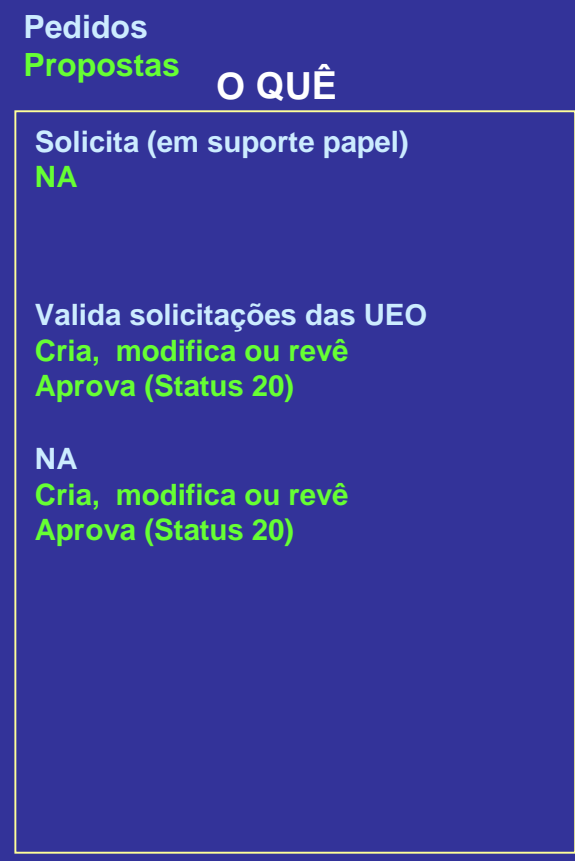 Pedidos
Propostas
O QUÊ
Solicita (em suporte papel)
NA
Valida solicitações das UEO
Cria,  modifica ou revê
Aprova (Status 20)
NA
Cria,  modifica ou revê
Aprova (Status 20)